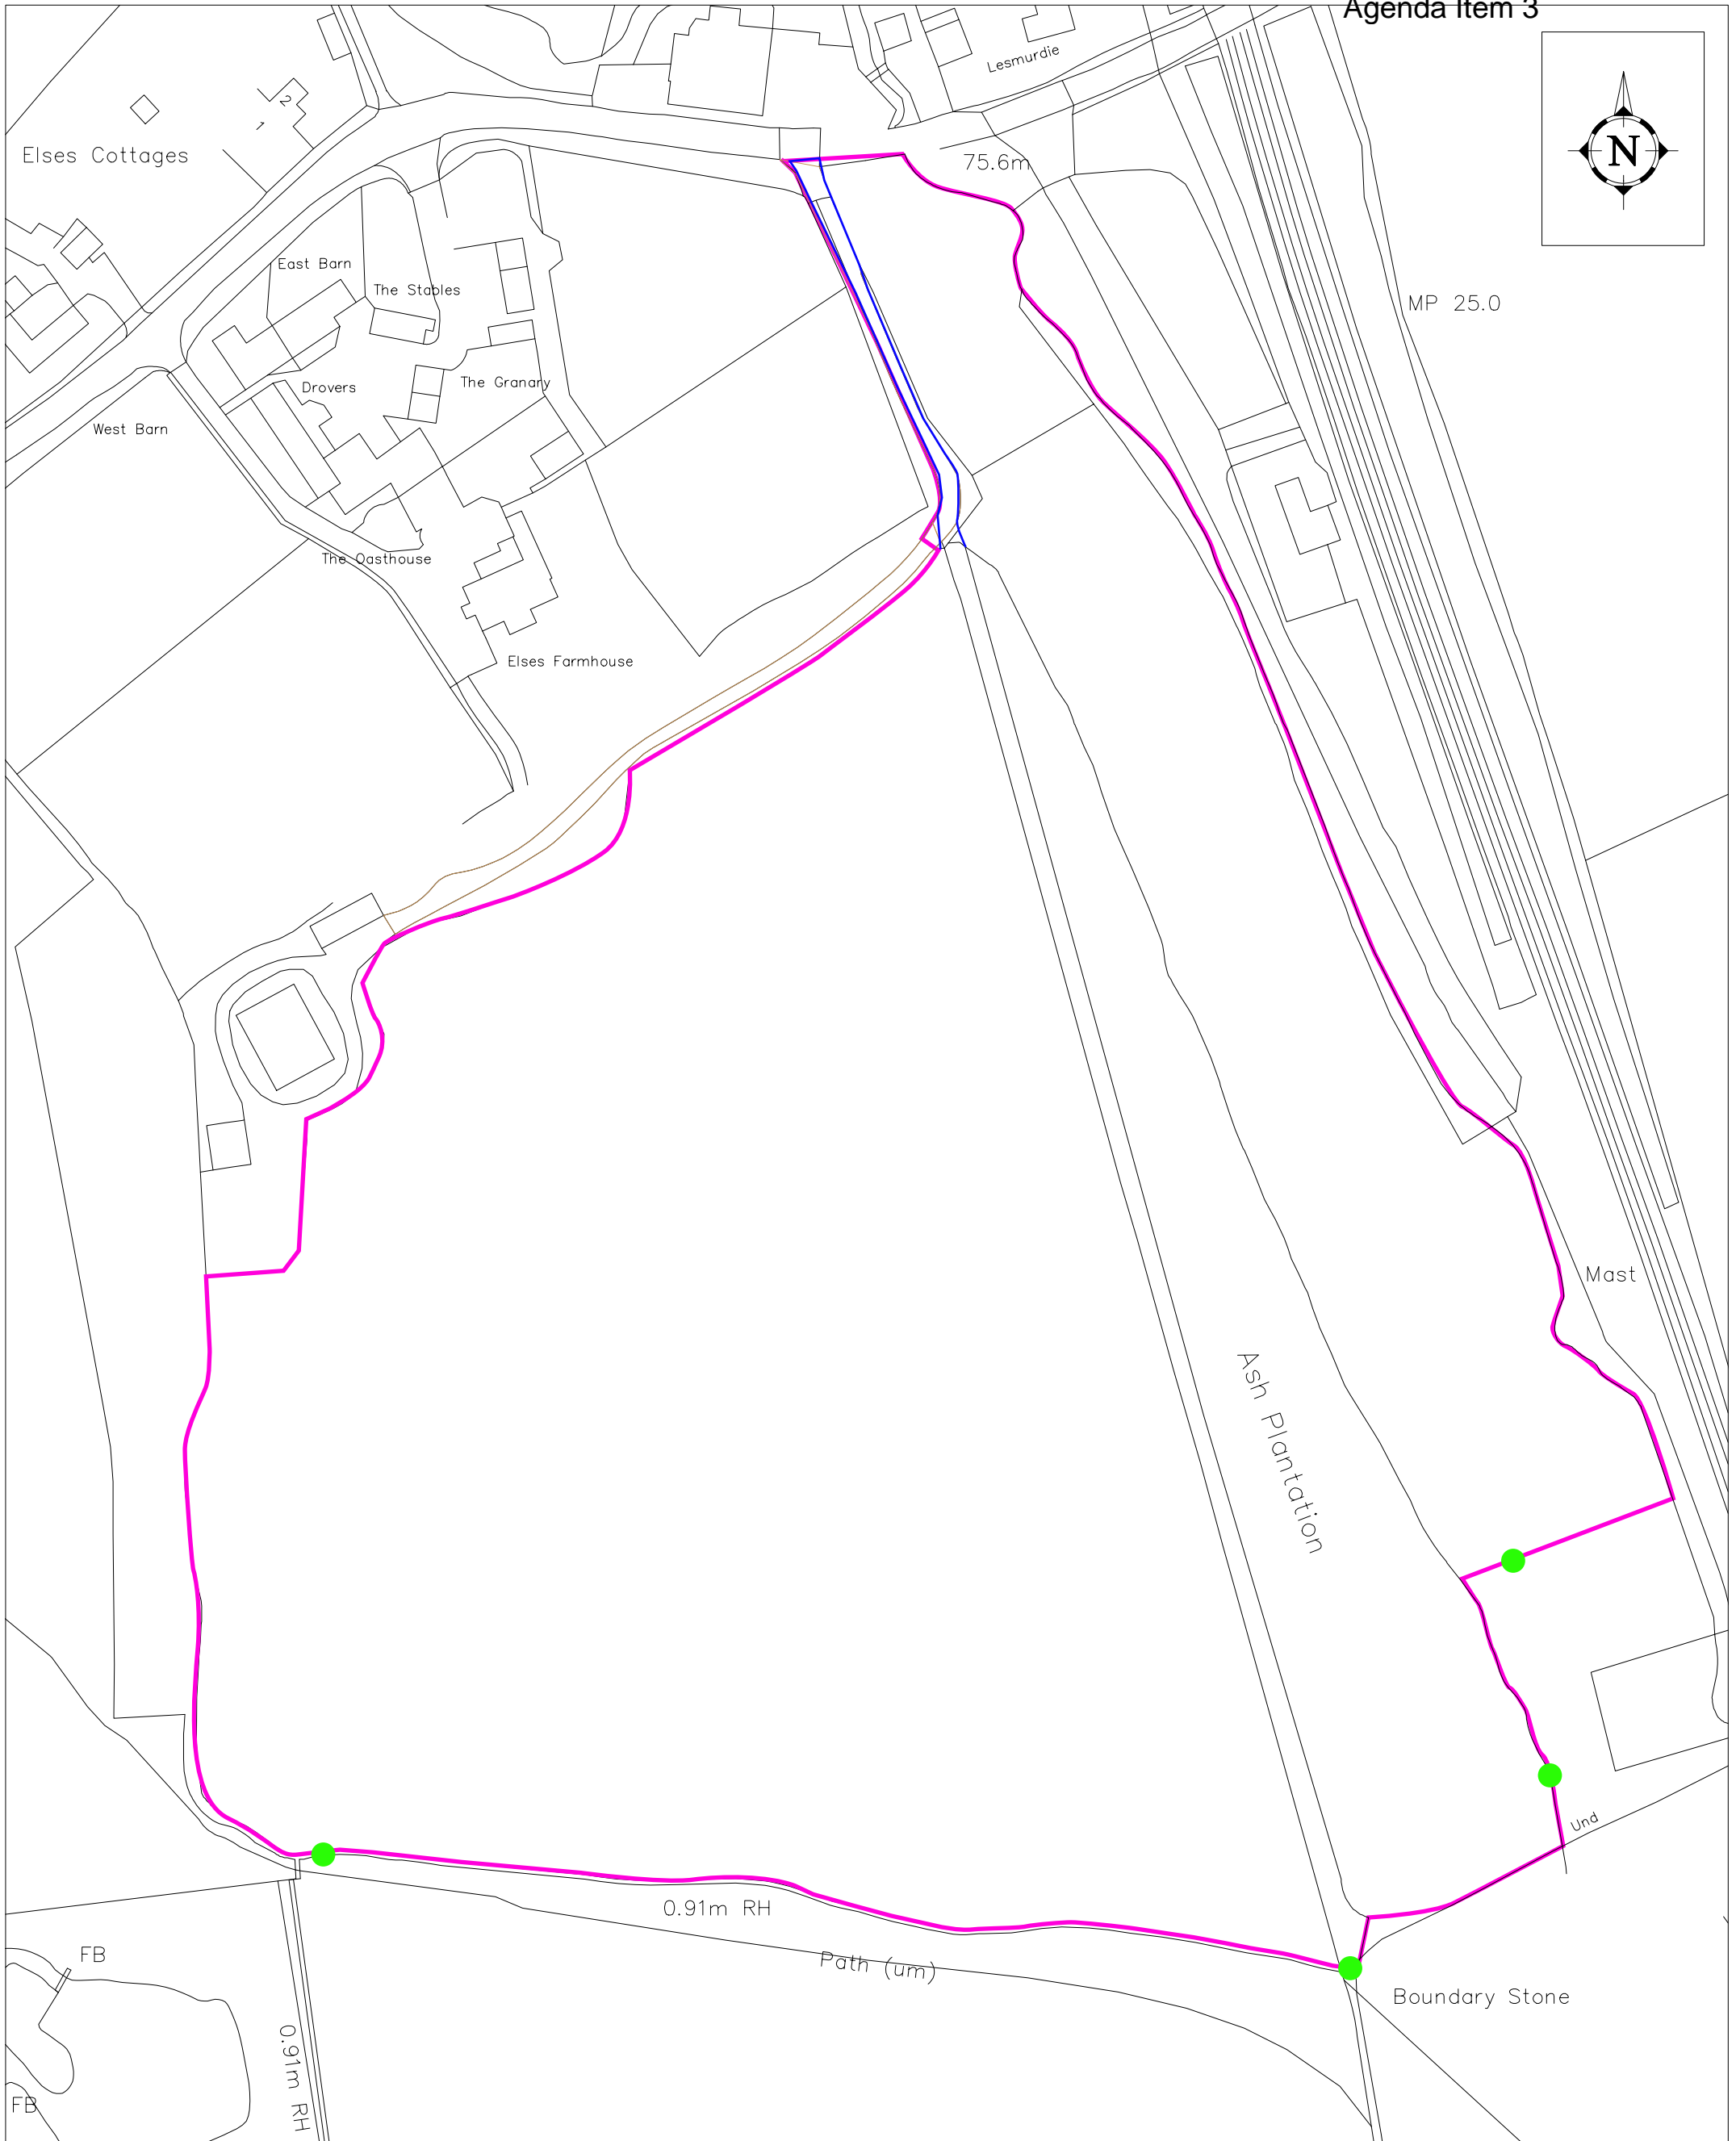 Agenda Item 3
Lesmurdie
N
2
1
Elses Cottages
75.6m
East Barn
The Stables
MP 25.0
Drovers
The Granary
West Barn
The Oasthouse
Elses Farmhouse
Mast
Ash Plantation
Und
0.91m RH
FB
Path (um)
Boundary Stone
0.91m RH
FB